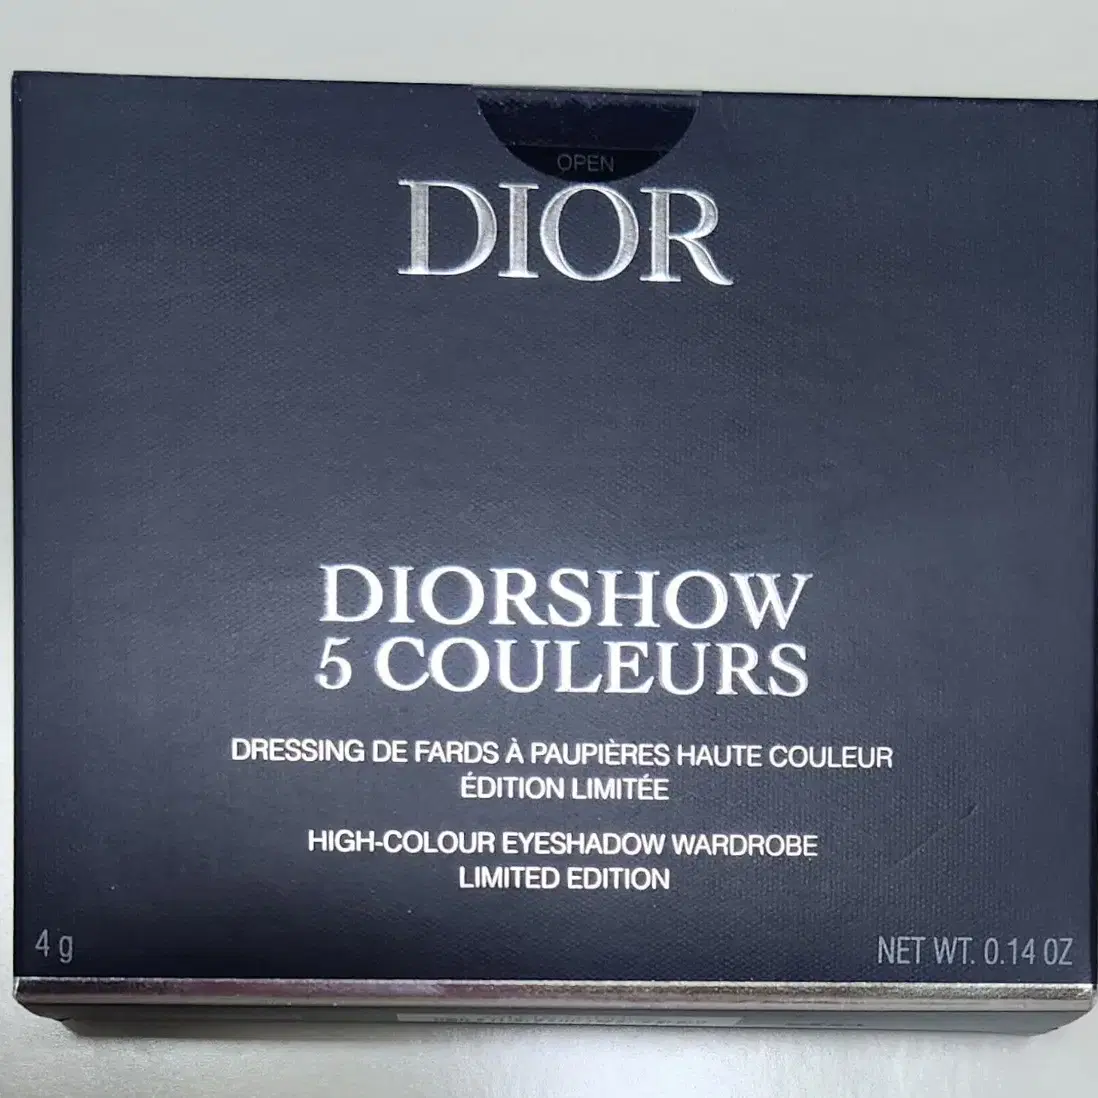 OPEN
DIOR
DIORSHOW
5 COULEURS
DRESSING DE FARDS À PAUPIÈRES HAUTE COULEUR
ÉDITION LIMITÉE
HIGH-COLOUR EYESHADOW WARDROBE
LIMITED EDITION
4 g
NET WT. 0.14 OZ